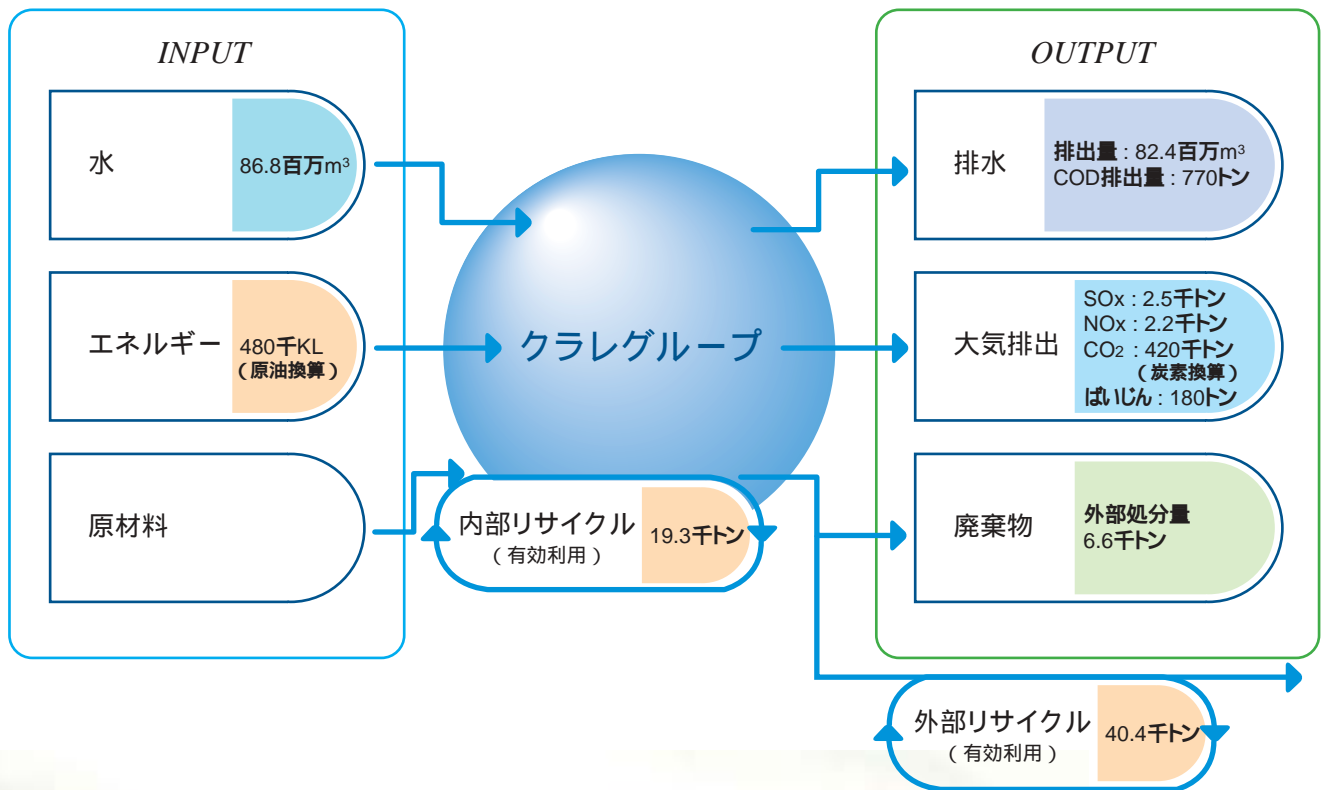 INPUT
水
86.8百万m³
エネルギー
480千KL
（原油換算）
原材料
クラレグループ
内部リサイクル
（有効利用）
19.3千トン
OUTPUT
排水
排出量：82.4百万m³
COD排出量：770トン
大気排出
SOx：2.5千トン
NOx：2.2千トン
CO₂：420千トン
（炭素換算）
ばいじん：180トン
廃棄物
外部処分量
6.6千トン
外部リサイクル
（有効利用）
40.4千トン